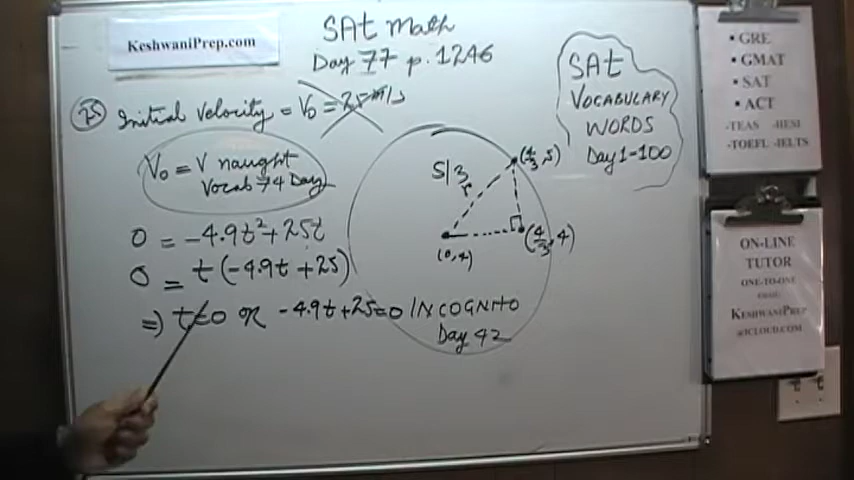 KeshwaniPrep.com
SAt Math
Day 77 p. 1246
25 Initial Velocity = V₀ = 25 m/s
V₀ = V naught
Vocab 74 Day
0 = -4.9t² + 25t
0 = t(-4.9t + 25)
⇒) t=0 or -4.9t+25=0
INCOGNITO
Day 42
5/3
r
(4/3, 5)
(0,4)
(4/3, 4)
SAt
VOCABULARY
WORDS
Day 1-100
• GRE
• GMAT
• SAT
• ACT
-TEAS -HESI
-TOEFL -IELTS
ON-LINE
TUTOR
ONE-TO-ONE
KESHWANIPREP
@ICLOUD.COM